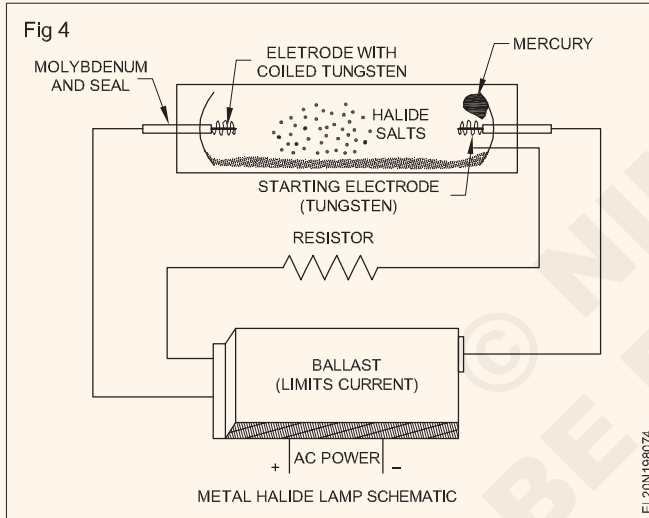 Fig 4
MOLYBDENUM
AND SEAL
ELETRODE WITH
COILED TUNGSTEN
MERCURY
HALIDE
SALTS
STARTING ELECTRODE
(TUNGSTEN)
RESISTOR
BALLAST
(LIMITS CURRENT)
+ AC POWER –
METAL HALIDE LAMP SCHEMATIC
©
BE